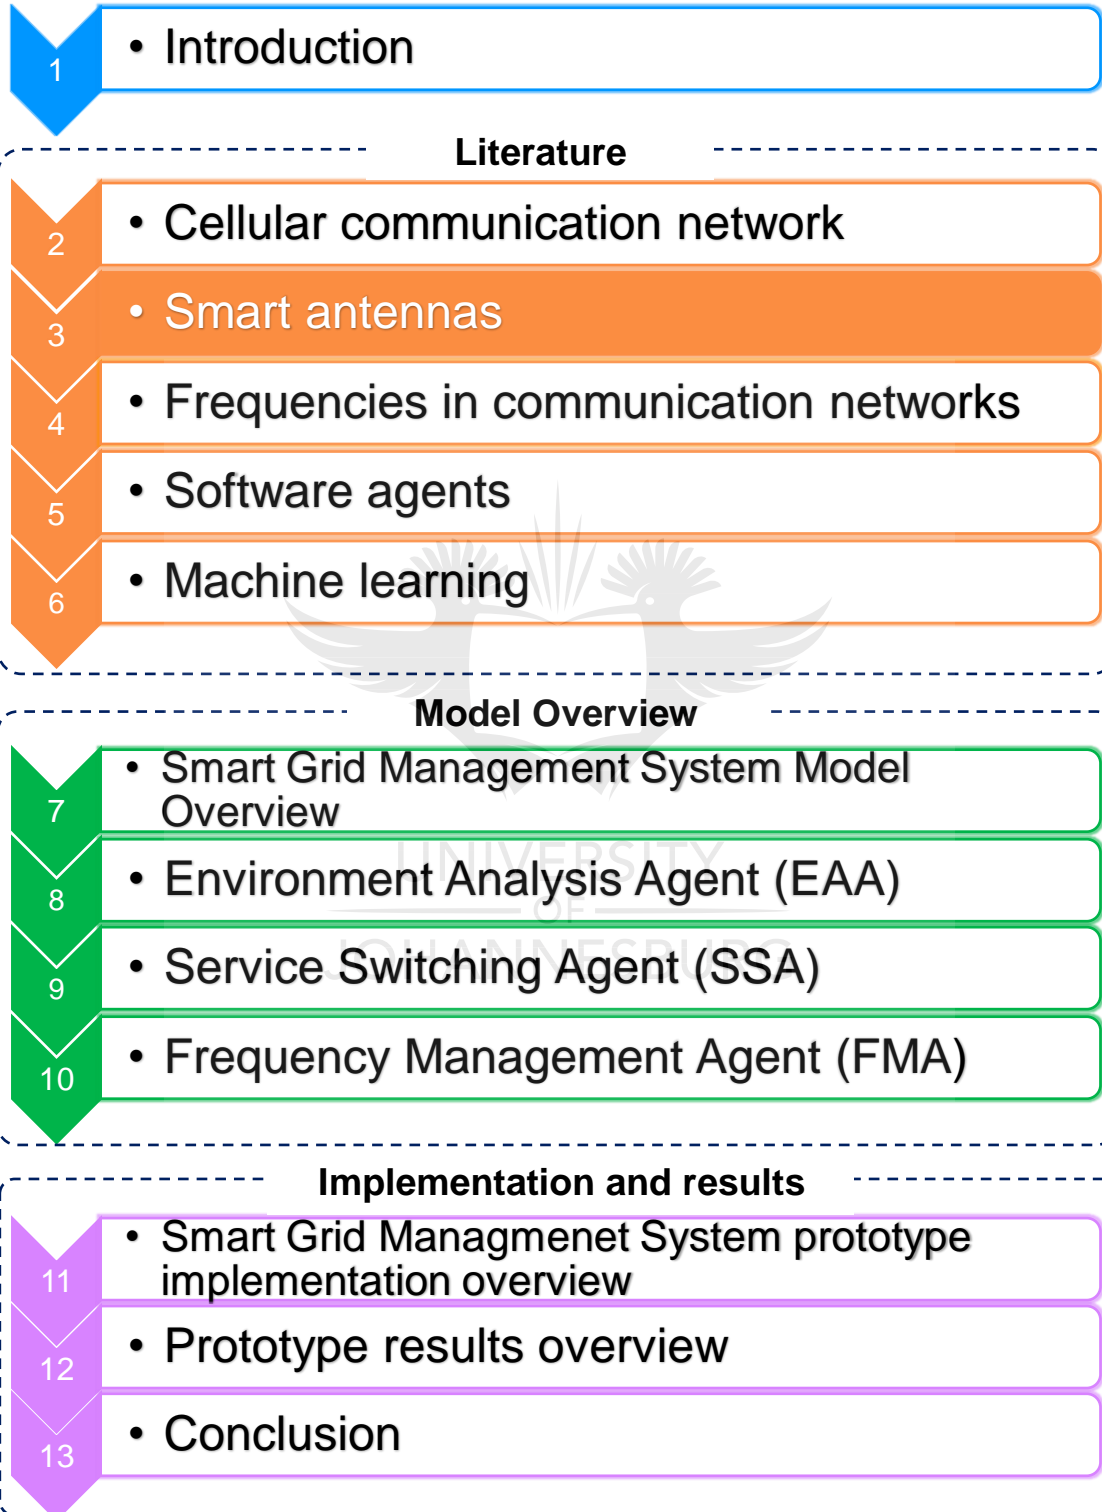 1
• Introduction
Literature
2
• Cellular communication network
3
• Smart antennas
4
• Frequencies in communication networks
5
• Software agents
6
• Machine learning
Model Overview
7
• Smart Grid Management System Model
Overview
8
• Environment Analysis Agent (EAA)
9
• Service Switching Agent (SSA)
10
• Frequency Management Agent (FMA)
UNIVERSITY
OF
JOHANNESBURG
Implementation and results
11
• Smart Grid Managmenet System prototype
implementation overview
12
• Prototype results overview
13
• Conclusion